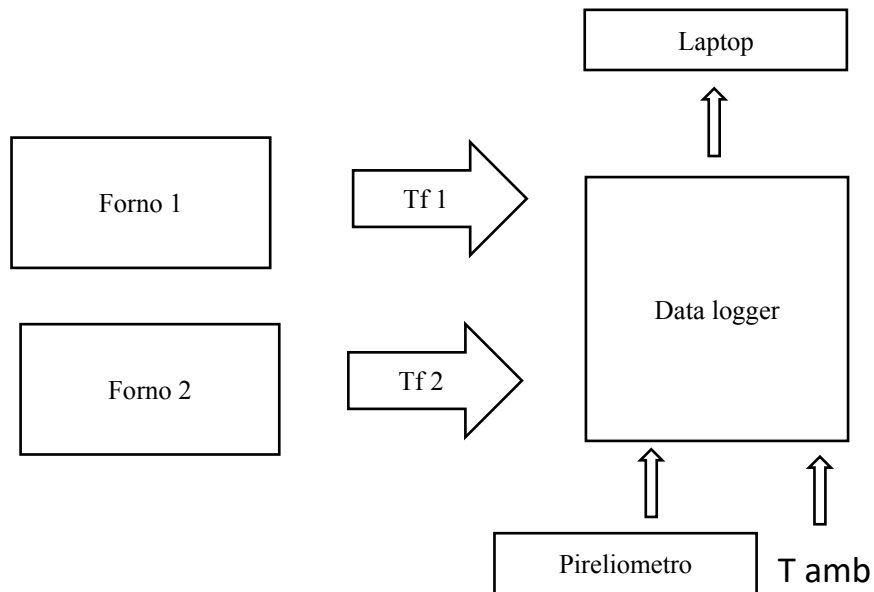 Laptop
Forno 1
Tf 1
Data logger
Forno 2
Tf 2
Pireliometro
T amb